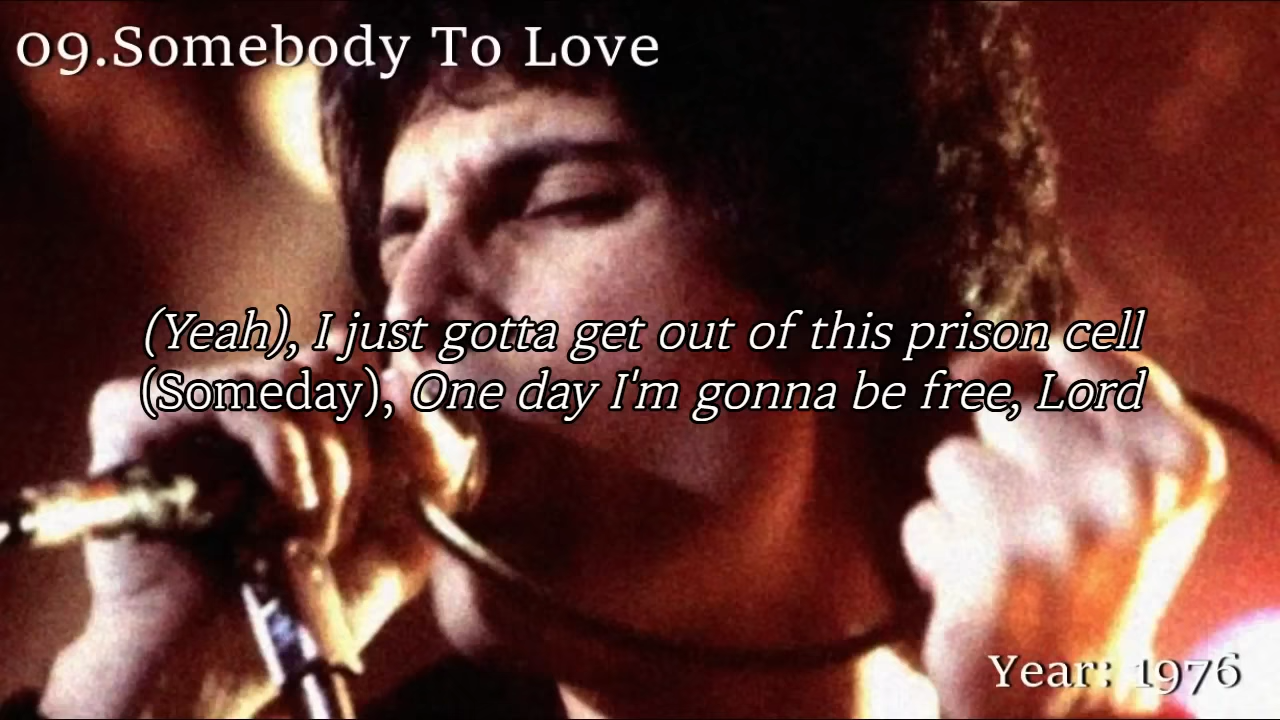 09.Somebody To Love
(Yeah), I just gotta get out of this prison cell
(Someday), One day I'm gonna be free, Lord
Year: 1976